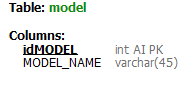 Table: model
Columns:
idMODEL int AI PK
MODEL_NAME varchar(45)